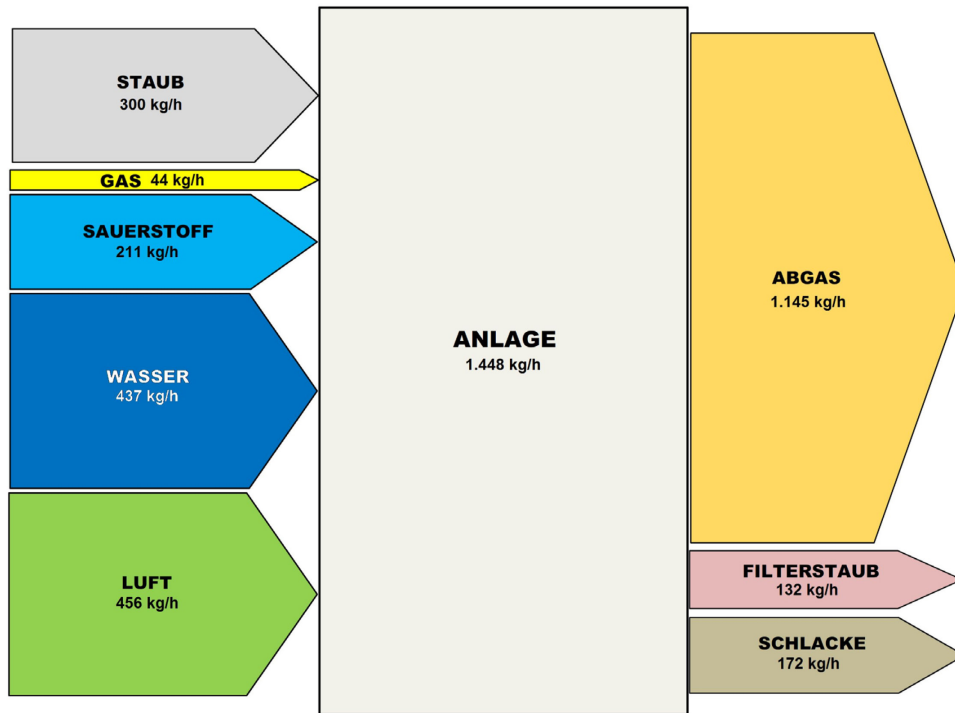 STAUB
300 kg/h
GAS 44 kg/h
SAUERSTOFF
211 kg/h
WASSER
437 kg/h
LUFT
456 kg/h
ANLAGE
1.448 kg/h
ABGAS
1.145 kg/h
FILTERSTAUB
132 kg/h
SCHLACKE
172 kg/h